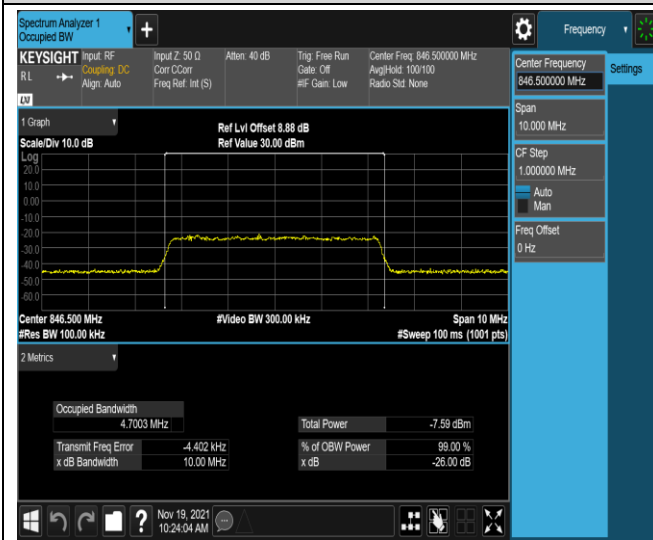 Spectrum Analyzer 1
Occupied BW
+
Frequency
KEYSIGHT
Input: RF
Coupling: DC
Align: Auto
Input Z: 50 Ω
Corr CCorr
Freq Ref: Int (S)
Atten: 40 dB
Trig: Free Run
Gate: Off
#IF Gain: Low
Center Freq: 846.500000 MHz
Avg|Hold: 100/100
Radio Std: None
RL
LXI
Center Frequency
846.500000 MHz
Settings
Span
10.000 MHz
CF Step
1.000000 MHz
Auto
Man
Freq Offset
0 Hz
1 Graph
Scale/Div 10.0 dB
Ref Lvl Offset 8.88 dB
Ref Value 30.00 dBm
Log
20.0
10.0
0.00
-10.0
-20.0
-30.0
-40.0
-50.0
-60.0
Center 846.500 MHz
#Video BW 300.00 kHz
Span 10 MHz
#Res BW 100.00 kHz
#Sweep 100 ms (1001 pts)
2 Metrics
Occupied Bandwidth
4.7003 MHz
Total Power -7.59 dBm
Transmit Freq Error -4.402 kHz
% of OBW Power 99.00 %
x dB Bandwidth 10.00 MHz
x dB -26.00 dB
?
Nov 19, 2021
10:24:04 AM